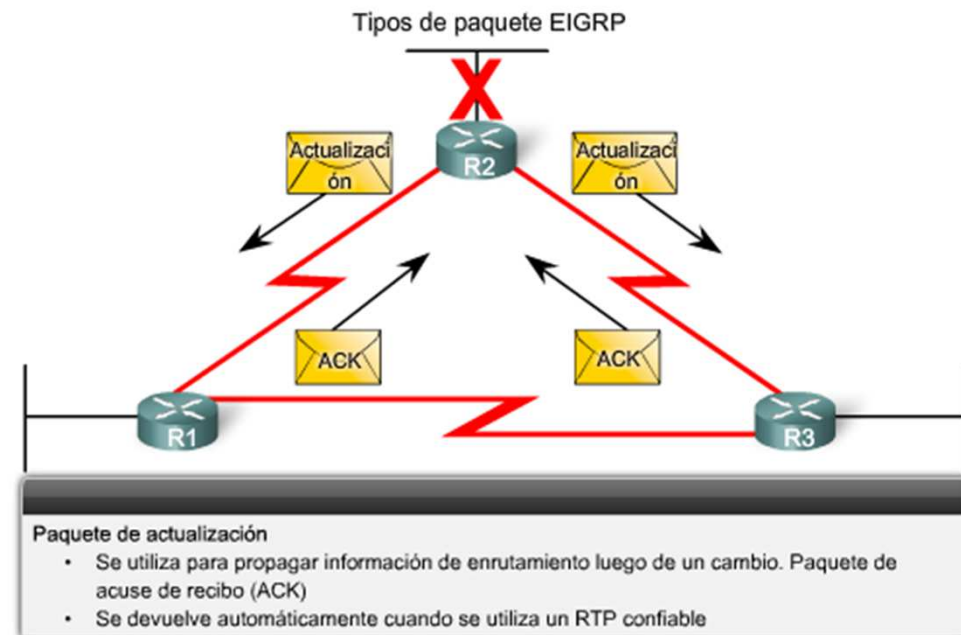 Tipos de paquete EIGRP
Actualizaci
ón
Actualizaci
ón
R2
ACK
ACK
R1
R3
Paquete de actualización
• Se utiliza para propagar información de enrutamiento luego de un cambio. Paquete de
acuse de recibo (ACK)
• Se devuelve automáticamente cuando se utiliza un RTP confiable